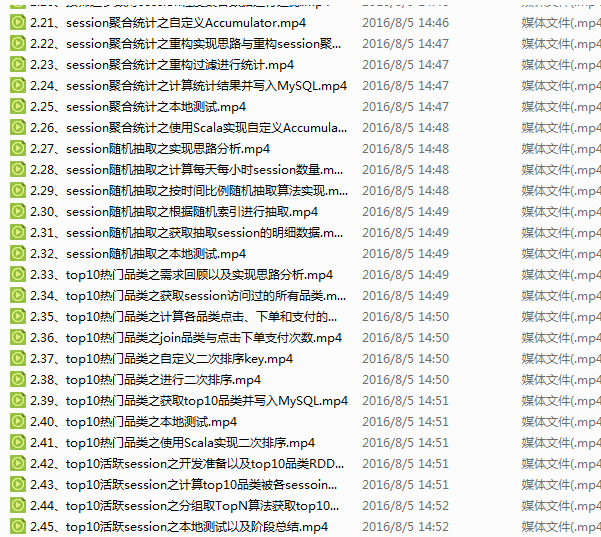 2.21、session聚合统计之自定义Accumulator.mp4 2016/8/5 14:46 媒体文件(.mp4
2.22、session聚合统计之重构实现思路与重构session聚... 2016/8/5 14:47 媒体文件(.mp4
2.23、session聚合统计之重构过滤进行统计.mp4 2016/8/5 14:47 媒体文件(.mp4
2.24、session聚合统计之计算统计结果并写入MySQL.mp4 2016/8/5 14:47 媒体文件(.mp4
2.25、session聚合统计之本地测试.mp4 2016/8/5 14:47 媒体文件(.mp4
2.26、session聚合统计之使用Scala实现自定义Accumula... 2016/8/5 14:48 媒体文件(.mp4
2.27、session随机抽取之实现思路分析.mp4 2016/8/5 14:48 媒体文件(.mp4
2.28、session随机抽取之计算每天每小时session数量.m... 2016/8/5 14:48 媒体文件(.mp4
2.29、session随机抽取之按时间比例随机抽取算法实现.m... 2016/8/5 14:48 媒体文件(.mp4
2.30、session随机抽取之根据随机索引进行抽取.mp4 2016/8/5 14:49 媒体文件(.mp4
2.31、session随机抽取之获取抽取session的明细数据.m... 2016/8/5 14:49 媒体文件(.mp4
2.32、session随机抽取之本地测试.mp4 2016/8/5 14:49 媒体文件(.mp4
2.33、top10热门品类之需求回顾以及实现思路分析.mp4 2016/8/5 14:49 媒体文件(.mp4
2.34、top10热门品类之获取session访问过的所有品类.m... 2016/8/5 14:49 媒体文件(.mp4
2.35、top10热门品类之计算各品类点击、下单和支付的... 2016/8/5 14:50 媒体文件(.mp4
2.36、top10热门品类之join品类与点击下单支付次数.mp4 2016/8/5 14:50 媒体文件(.mp4
2.37、top10热门品类之自定义二次排序key.mp4 2016/8/5 14:50 媒体文件(.mp4
2.38、top10热门品类之进行二次排序.mp4 2016/8/5 14:50 媒体文件(.mp4
2.39、top10热门品类之获取top10品类并写入MySQL.mp4 2016/8/5 14:51 媒体文件(.mp4
2.40、top10热门品类之本地测试.mp4 2016/8/5 14:51 媒体文件(.mp4
2.41、top10热门品类之使用Scala实现二次排序.mp4 2016/8/5 14:51 媒体文件(.mp4
2.42、top10活跃session之开发准备以及top10品类RDD... 2016/8/5 14:51 媒体文件(.mp4
2.43、top10活跃session之计算top10品类被各sessoin... 2016/8/5 14:51 媒体文件(.mp4
2.44、top10活跃session之分组取TopN算法获取top10... 2016/8/5 14:52 媒体文件(.mp4
2.45、top10活跃session之本地测试以及阶段总结.mp4 2016/8/5 14:52 媒体文件(.mp4